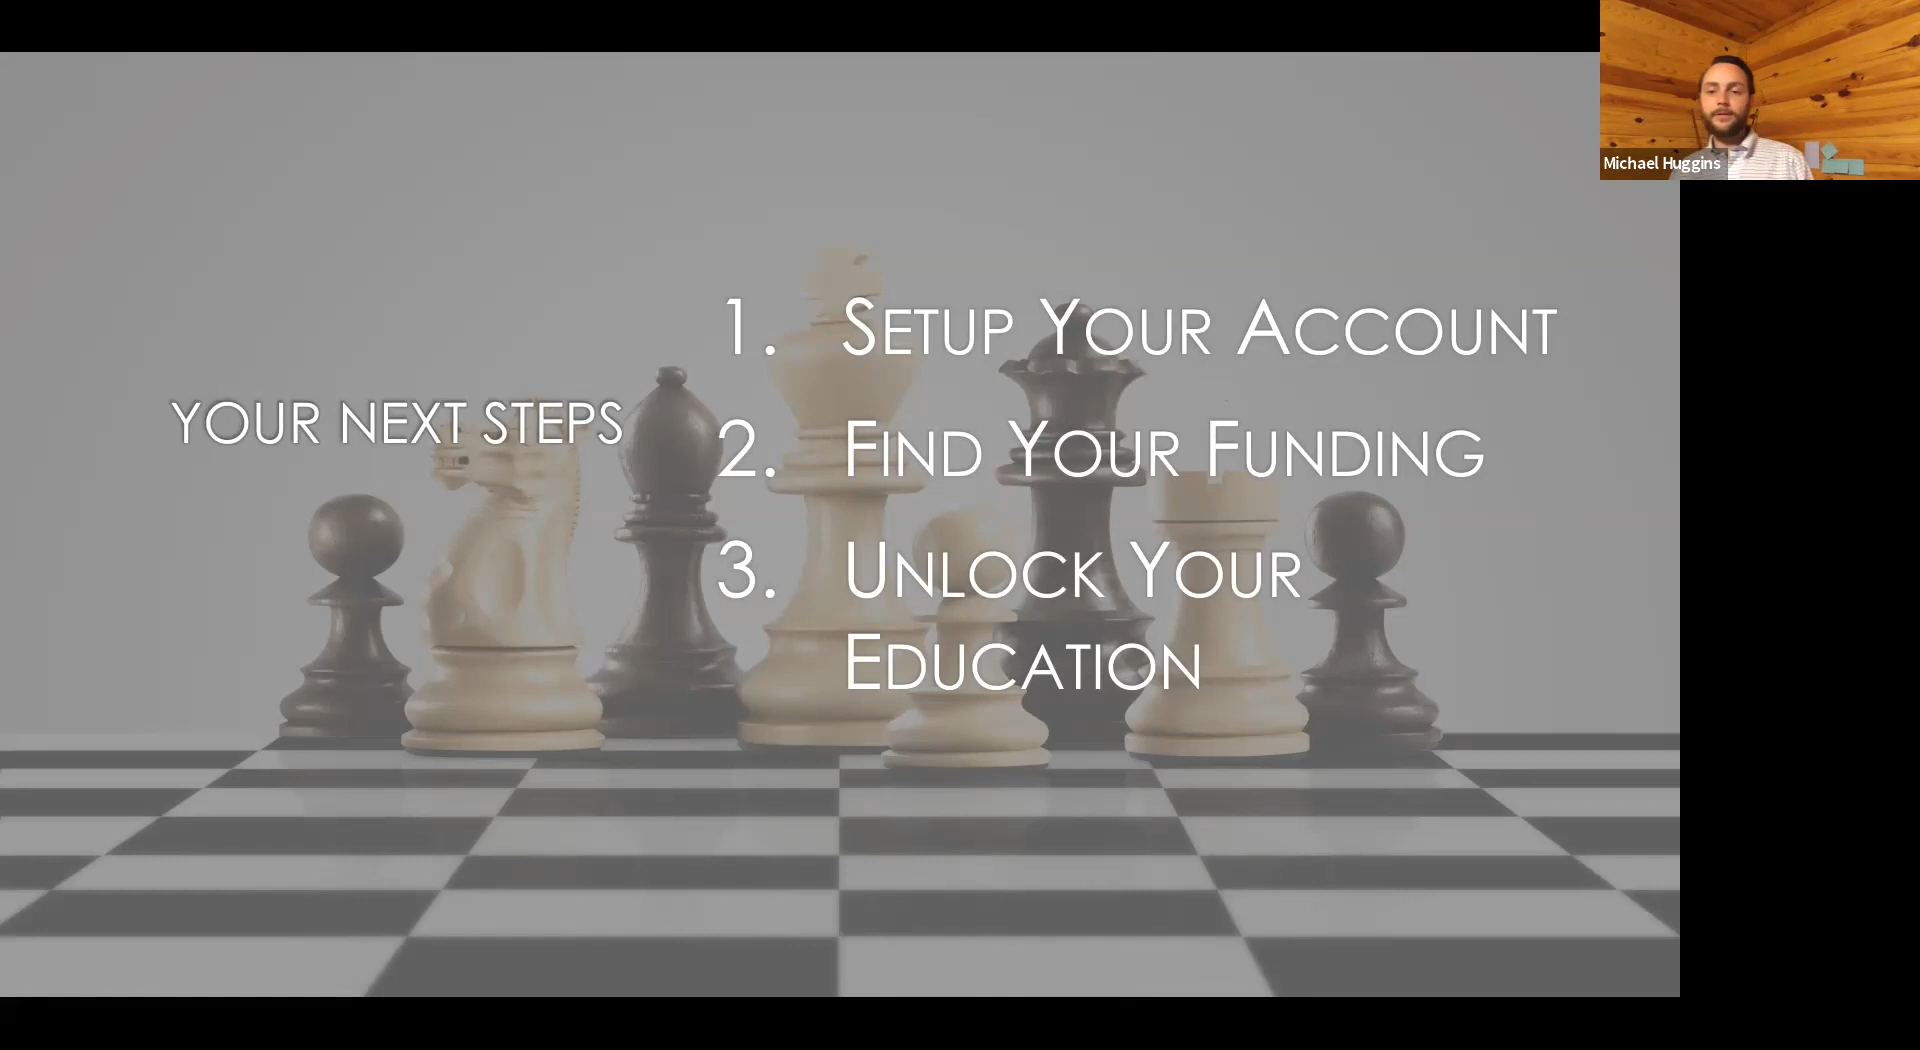 YOUR NEXT STEPS
1. SETUP YOUR ACCOUNT
2. FIND YOUR FUNDING
3. UNLOCK YOUR
EDUCATION
Michael Huggins